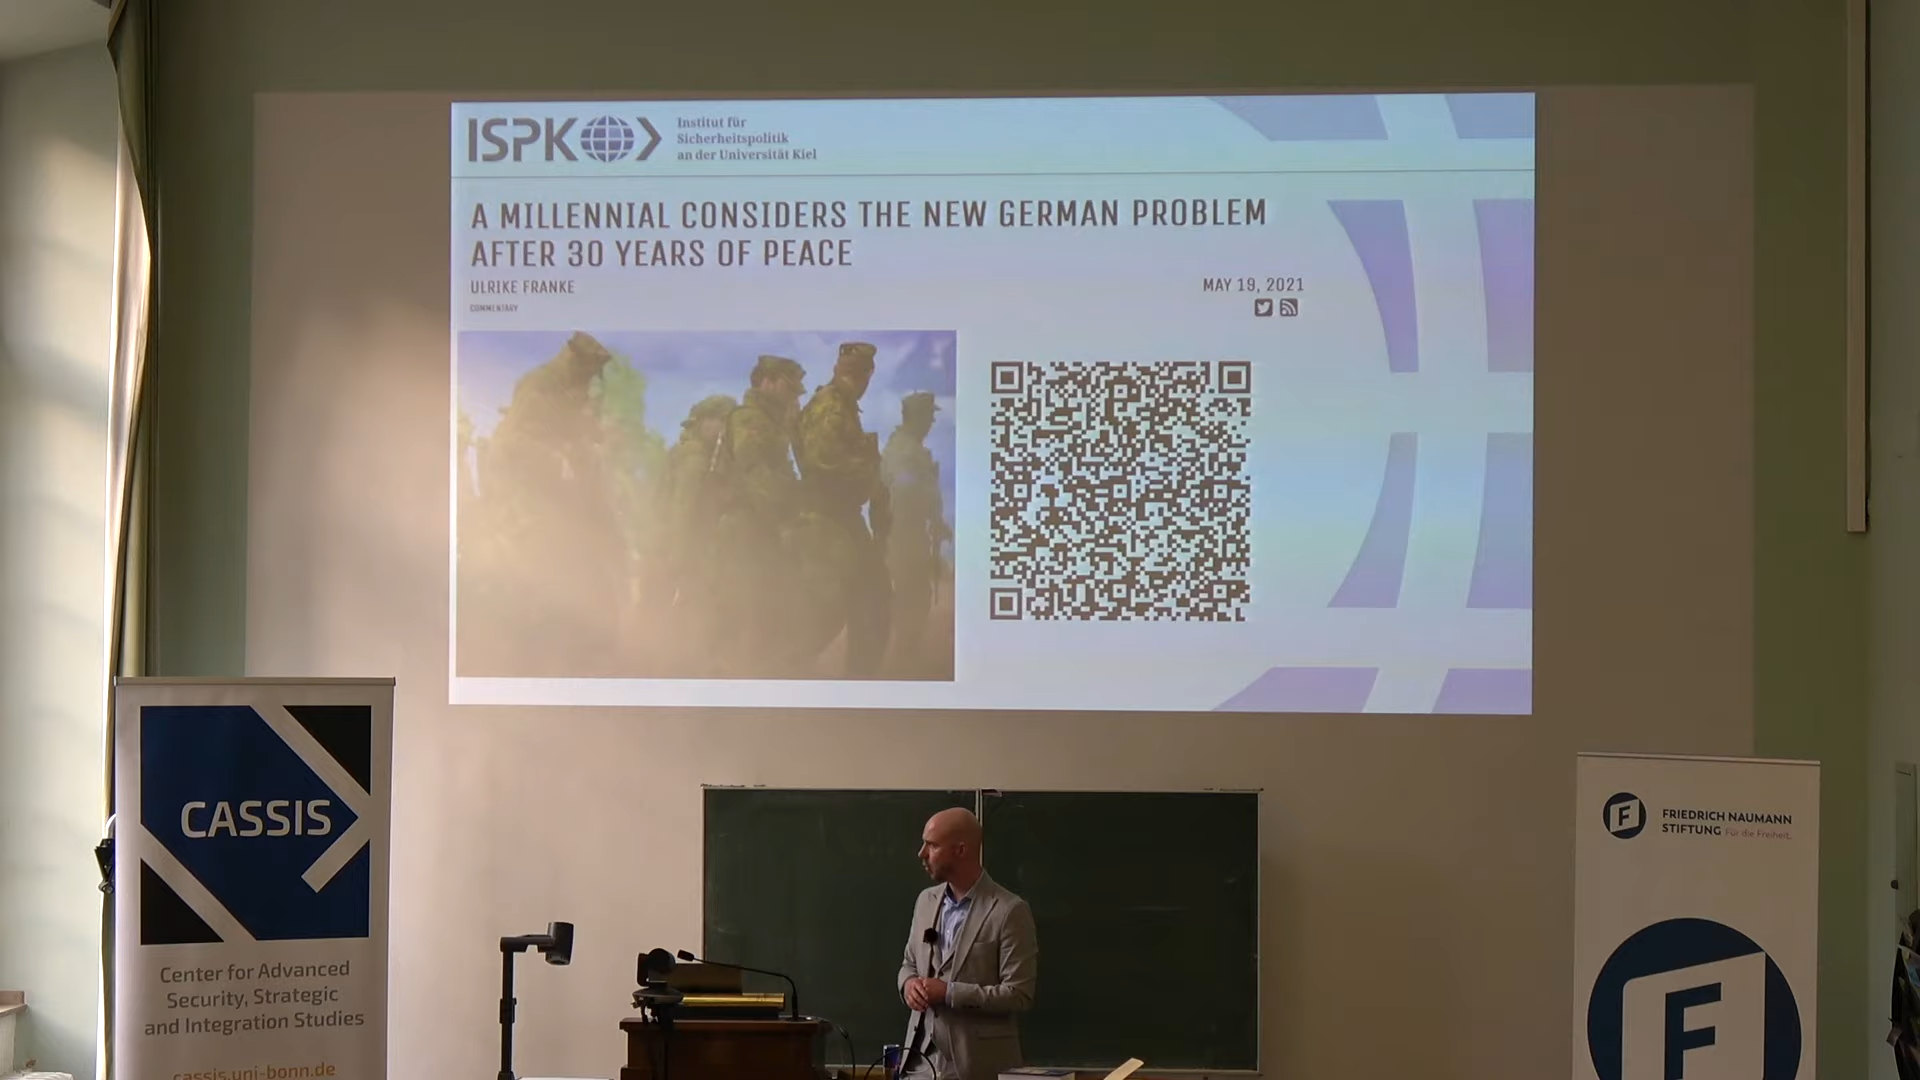 ISPK
Institut für
Sicherheitspolitik
an der Universität Kiel
A MILLENNIAL CONSIDERS THE NEW GERMAN PROBLEM
AFTER 30 YEARS OF PEACE
ULRIKE FRANKE
MAY 19, 2021
COMMENTARY
CASSIS
Center for Advanced
Security, Strategic
and Integration Studies
cassis.uni-bonn.de
F
FRIEDRICH NAUMANN
STIFTUNG Für die Freiheit.
F